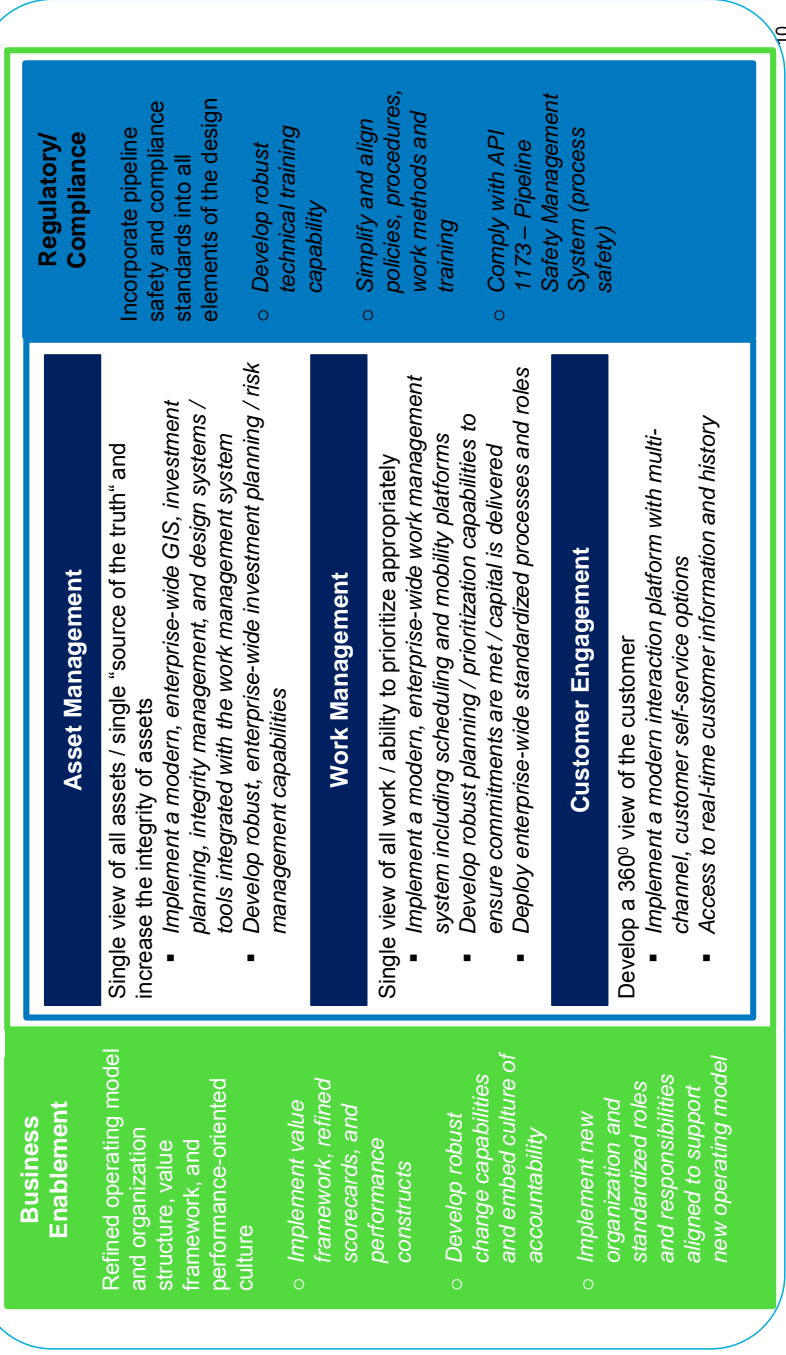 Business
Enablement
Refined operating model
and organization
structure, value
framework, and
performance-oriented
culture
○ Implement value
framework, refined
scorecards, and
performance
constructs
○ Develop robust
change capabilities
and embed culture of
accountability
○ Implement new
organization and
standardized roles
and responsibilities
aligned to support
new operating model
Asset Management
Single view of all assets / single “source of the truth“ and
increase the integrity of assets
▪ Implement a modern, enterprise-wide GIS, investment
planning, integrity management, and design systems /
tools integrated with the work management system
▪ Develop robust, enterprise-wide investment planning / risk
management capabilities
Work Management
Single view of all work / ability to prioritize appropriately
▪ Implement a modern, enterprise-wide work management
system including scheduling and mobility platforms
▪ Develop robust planning / prioritization capabilities to
ensure commitments are met / capital is delivered
▪ Deploy enterprise-wide standardized processes and roles
Customer Engagement
Develop a 360⁰ view of the customer
▪ Implement a modern interaction platform with multi-
channel, customer self-service options
▪ Access to real-time customer information and history
Regulatory/
Compliance
Incorporate pipeline
safety and compliance
standards into all
elements of the design
○ Develop robust
technical training
capability
○ Simplify and align
policies, procedures,
work methods and
training
○ Comply with API
1173 – Pipeline
Safety Management
System (process
safety)
10